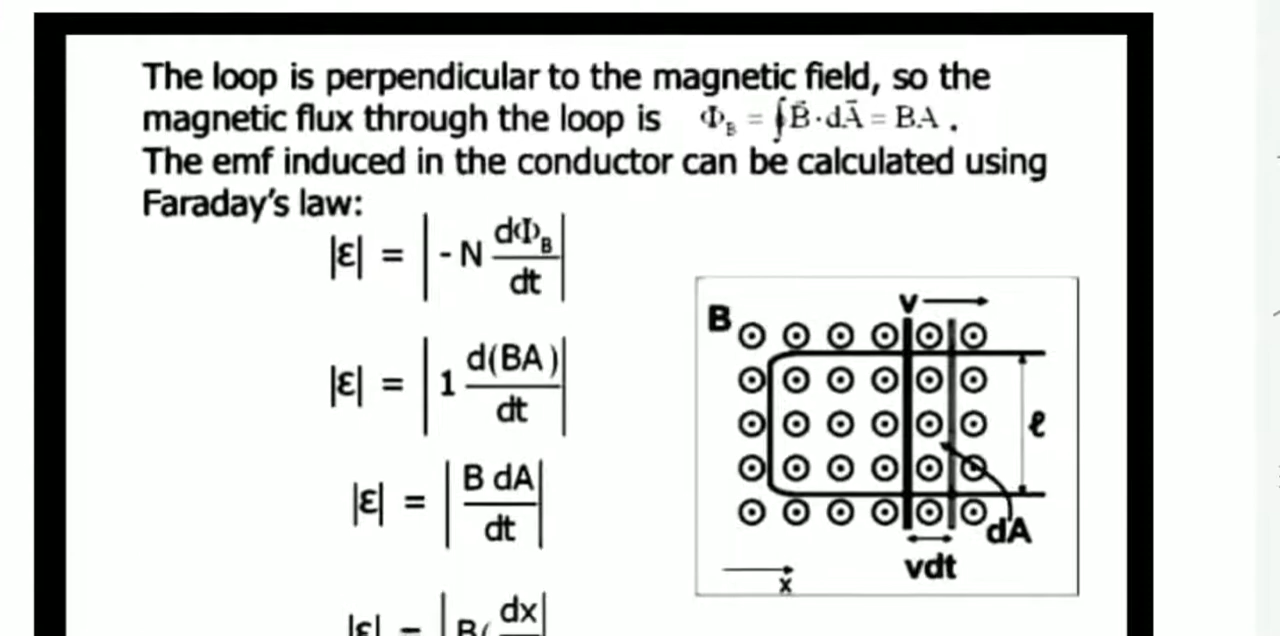 The loop is perpendicular to the magnetic field, so the
magnetic flux through the loop is Φ_B = ∮B⃗·dA⃗ = BA.
The emf induced in the conductor can be calculated using
Faraday's law:
|ε| = |-N dΦ_B/dt|
|ε| = |1 d(BA)/dt|
|ε| = |B dA/dt|
|ε| = |Bℓ dx
B
v
ℓ
dA
vdt
x